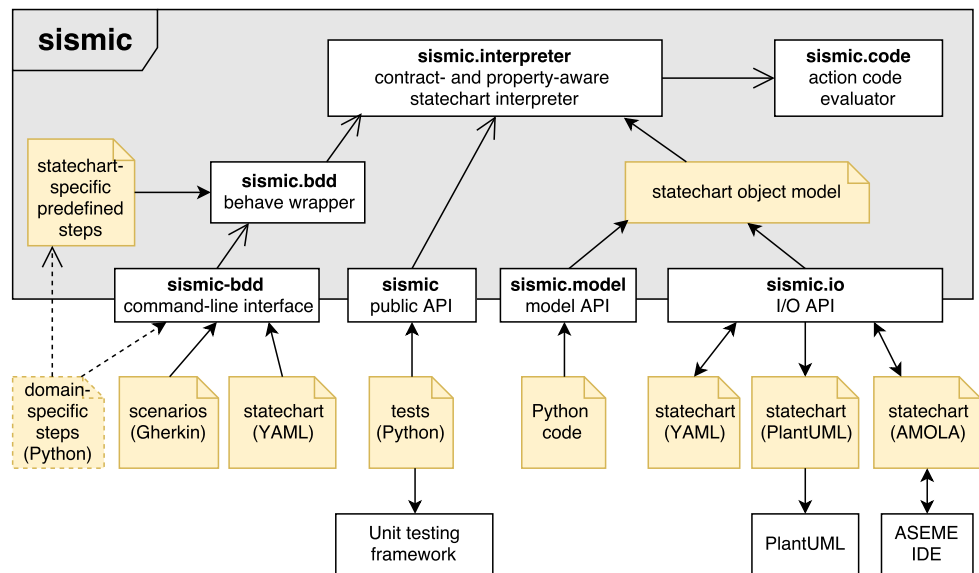 sismic
sismic.interpreter
contract- and property-aware
statechart interpreter
sismic.code
action code
evaluator
statechart-
specific
predefined
steps
sismic.bdd
behave wrapper
statechart object model
sismic-bdd
command-line interface
sismic
public API
sismic.model
model API
sismic.io
I/O API
domain-
specific
steps
(Python)
scenarios
(Gherkin)
statechart
(YAML)
tests
(Python)
Python
code
statechart
(YAML)
statechart
(PlantUML)
statechart
(AMOLA)
Unit testing
framework
PlantUML
ASEME
IDE